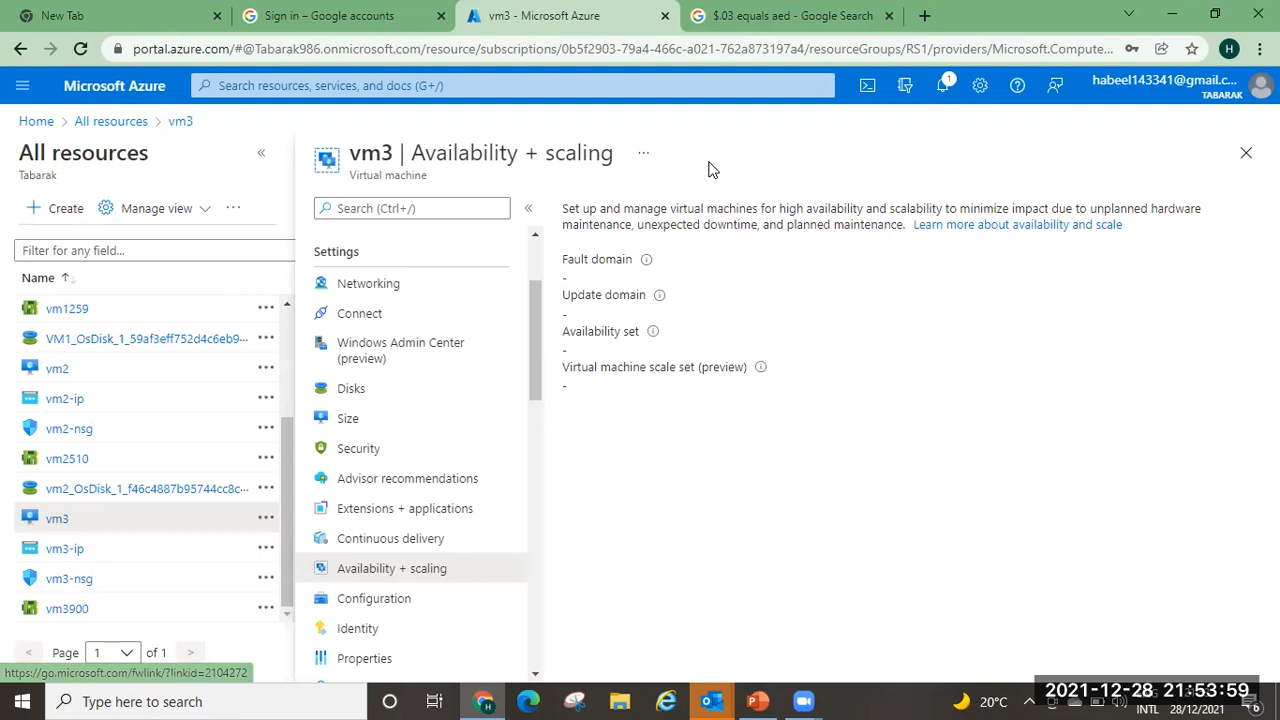 New Tab
Sign in – Google accounts
vm3 - Microsoft Azure
$.03 equals aed - Google Search
portal.azure.com/#@Tabarak986.onmicrosoft.com/resource/subscriptions/0b5f2903-79a4-466c-a021-762a873197a4/resourceGroups/RS1/providers/Microsoft.Compute...
H
Microsoft Azure
Search resources, services, and docs (G+/)
1
habeel143341@gmail.c...
TABARAK
Home > All resources > vm3
All resources
Tabarak
Create
Manage view
Filter for any field...
Name
vm1259
VM1_OsDisk_1_59af3eff752d4c6eb9...
vm2
vm2-ip
vm2-nsg
vm2510
vm2_OsDisk_1_f46c4887b95744cc8c...
vm3
vm3-ip
vm3-nsg
vm3900
Page 1 of 1
https://go.microsoft.com/fwlink/?linkid=2104272
vm3 | Availability + scaling
Virtual machine
Search (Ctrl+/)
Settings
Networking
Connect
Windows Admin Center
(preview)
Disks
Size
Security
Advisor recommendations
Extensions + applications
Continuous delivery
Availability + scaling
Configuration
Identity
Properties
Set up and manage virtual machines for high availability and scalability to minimize impact due to unplanned hardware
maintenance, unexpected downtime, and planned maintenance. Learn more about availability and scale
Fault domain
-
Update domain
-
Availability set
-
Virtual machine scale set (preview)
-
Type here to search
20°C
2021-12-28 21:53:59
INTL 28/12/2021
6